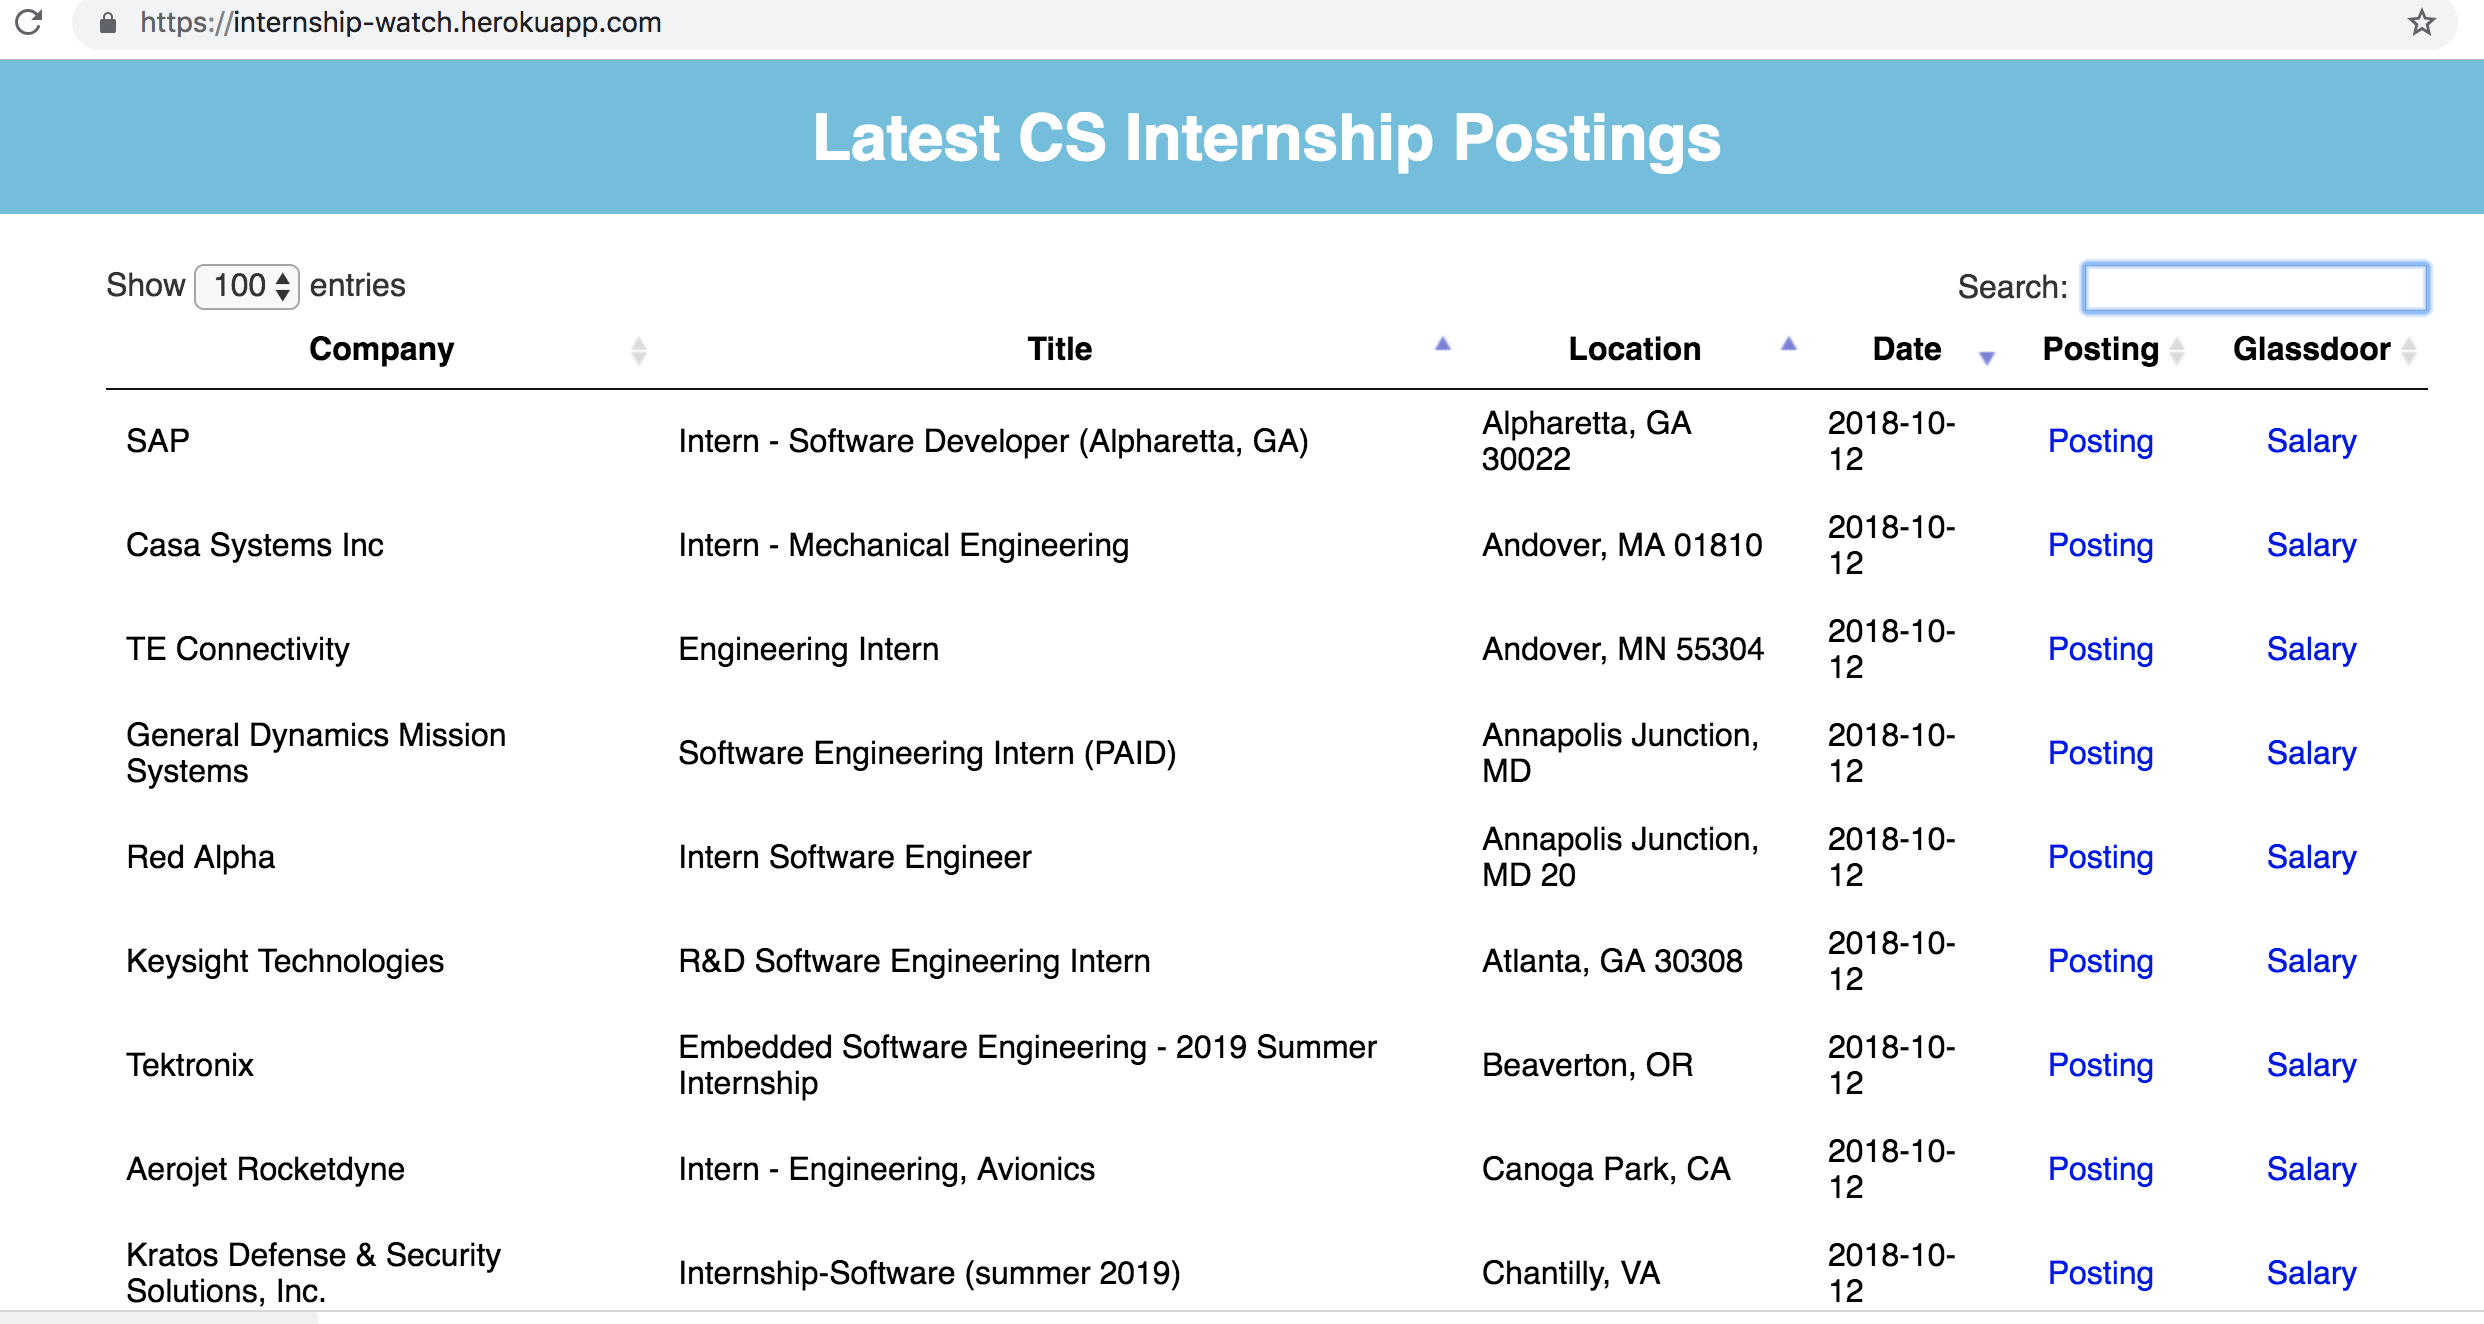 https://internship-watch.herokuapp.com
Latest CS Internship Postings
Show 100 entries
Search:
Company Title Location Date Posting Glassdoor
SAP Intern - Software Developer (Alpharetta, GA) Alpharetta, GA 30022 2018-10-12 Posting Salary
Casa Systems Inc Intern - Mechanical Engineering Andover, MA 01810 2018-10-12 Posting Salary
TE Connectivity Engineering Intern Andover, MN 55304 2018-10-12 Posting Salary
General Dynamics Mission Systems Software Engineering Intern (PAID) Annapolis Junction, MD 2018-10-12 Posting Salary
Red Alpha Intern Software Engineer Annapolis Junction, MD 20 2018-10-12 Posting Salary
Keysight Technologies R&D Software Engineering Intern Atlanta, GA 30308 2018-10-12 Posting Salary
Tektronix Embedded Software Engineering - 2019 Summer Internship Beaverton, OR 2018-10-12 Posting Salary
Aerojet Rocketdyne Intern - Engineering, Avionics Canoga Park, CA 2018-10-12 Posting Salary
Kratos Defense & Security Solutions, Inc. Internship-Software (summer 2019) Chantilly, VA 2018-10-12 Posting Salary